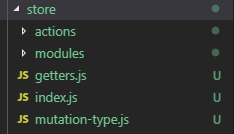 store
actions
modules
JS getters.js U
JS index.js U
JS mutation-type.js U